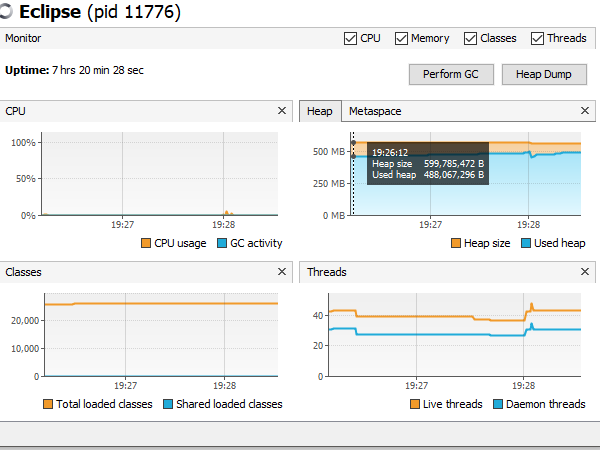 Eclipse (pid 11776)
Monitor
CPU Memory Classes Threads
Uptime: 7 hrs 20 min 28 sec
Perform GC Heap Dump
CPU ×
100%
50%
0%
19:27 19:28
CPU usage GC activity
Heap Metaspace ×
500 MB
250 MB
0 MB
19:26:12
Heap size 599,785,472 B
Used heap 488,067,296 B
19:27 19:28
Heap size Used heap
Classes ×
20,000
10,000
0
19:27 19:28
Total loaded classes Shared loaded classes
Threads ×
40
20
0
19:27 19:28
Live threads Daemon threads